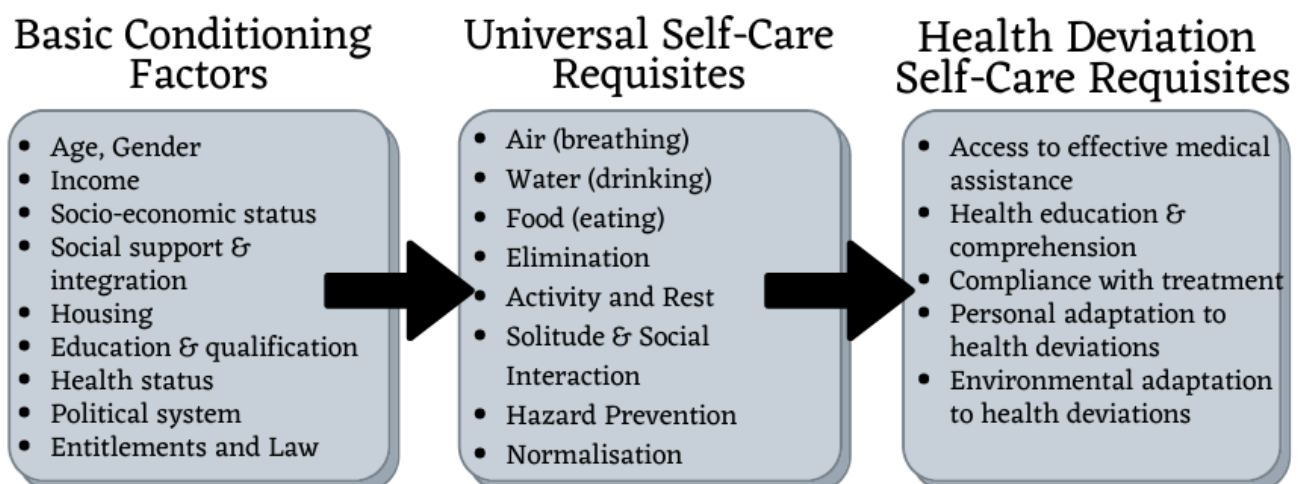 Basic Conditioning
Factors
• Age, Gender
• Income
• Socio-economic status
• Social support &
integration
• Housing
• Education & qualification
• Health status
• Political system
• Entitlements and Law
Universal Self-Care
Requisites
• Air (breathing)
• Water (drinking)
• Food (eating)
• Elimination
• Activity and Rest
• Solitude & Social
Interaction
• Hazard Prevention
• Normalisation
Health Deviation
Self-Care Requisites
• Access to effective medical
assistance
• Health education &
comprehension
• Compliance with treatment
• Personal adaptation to
health deviations
• Environmental adaptation
to health deviations